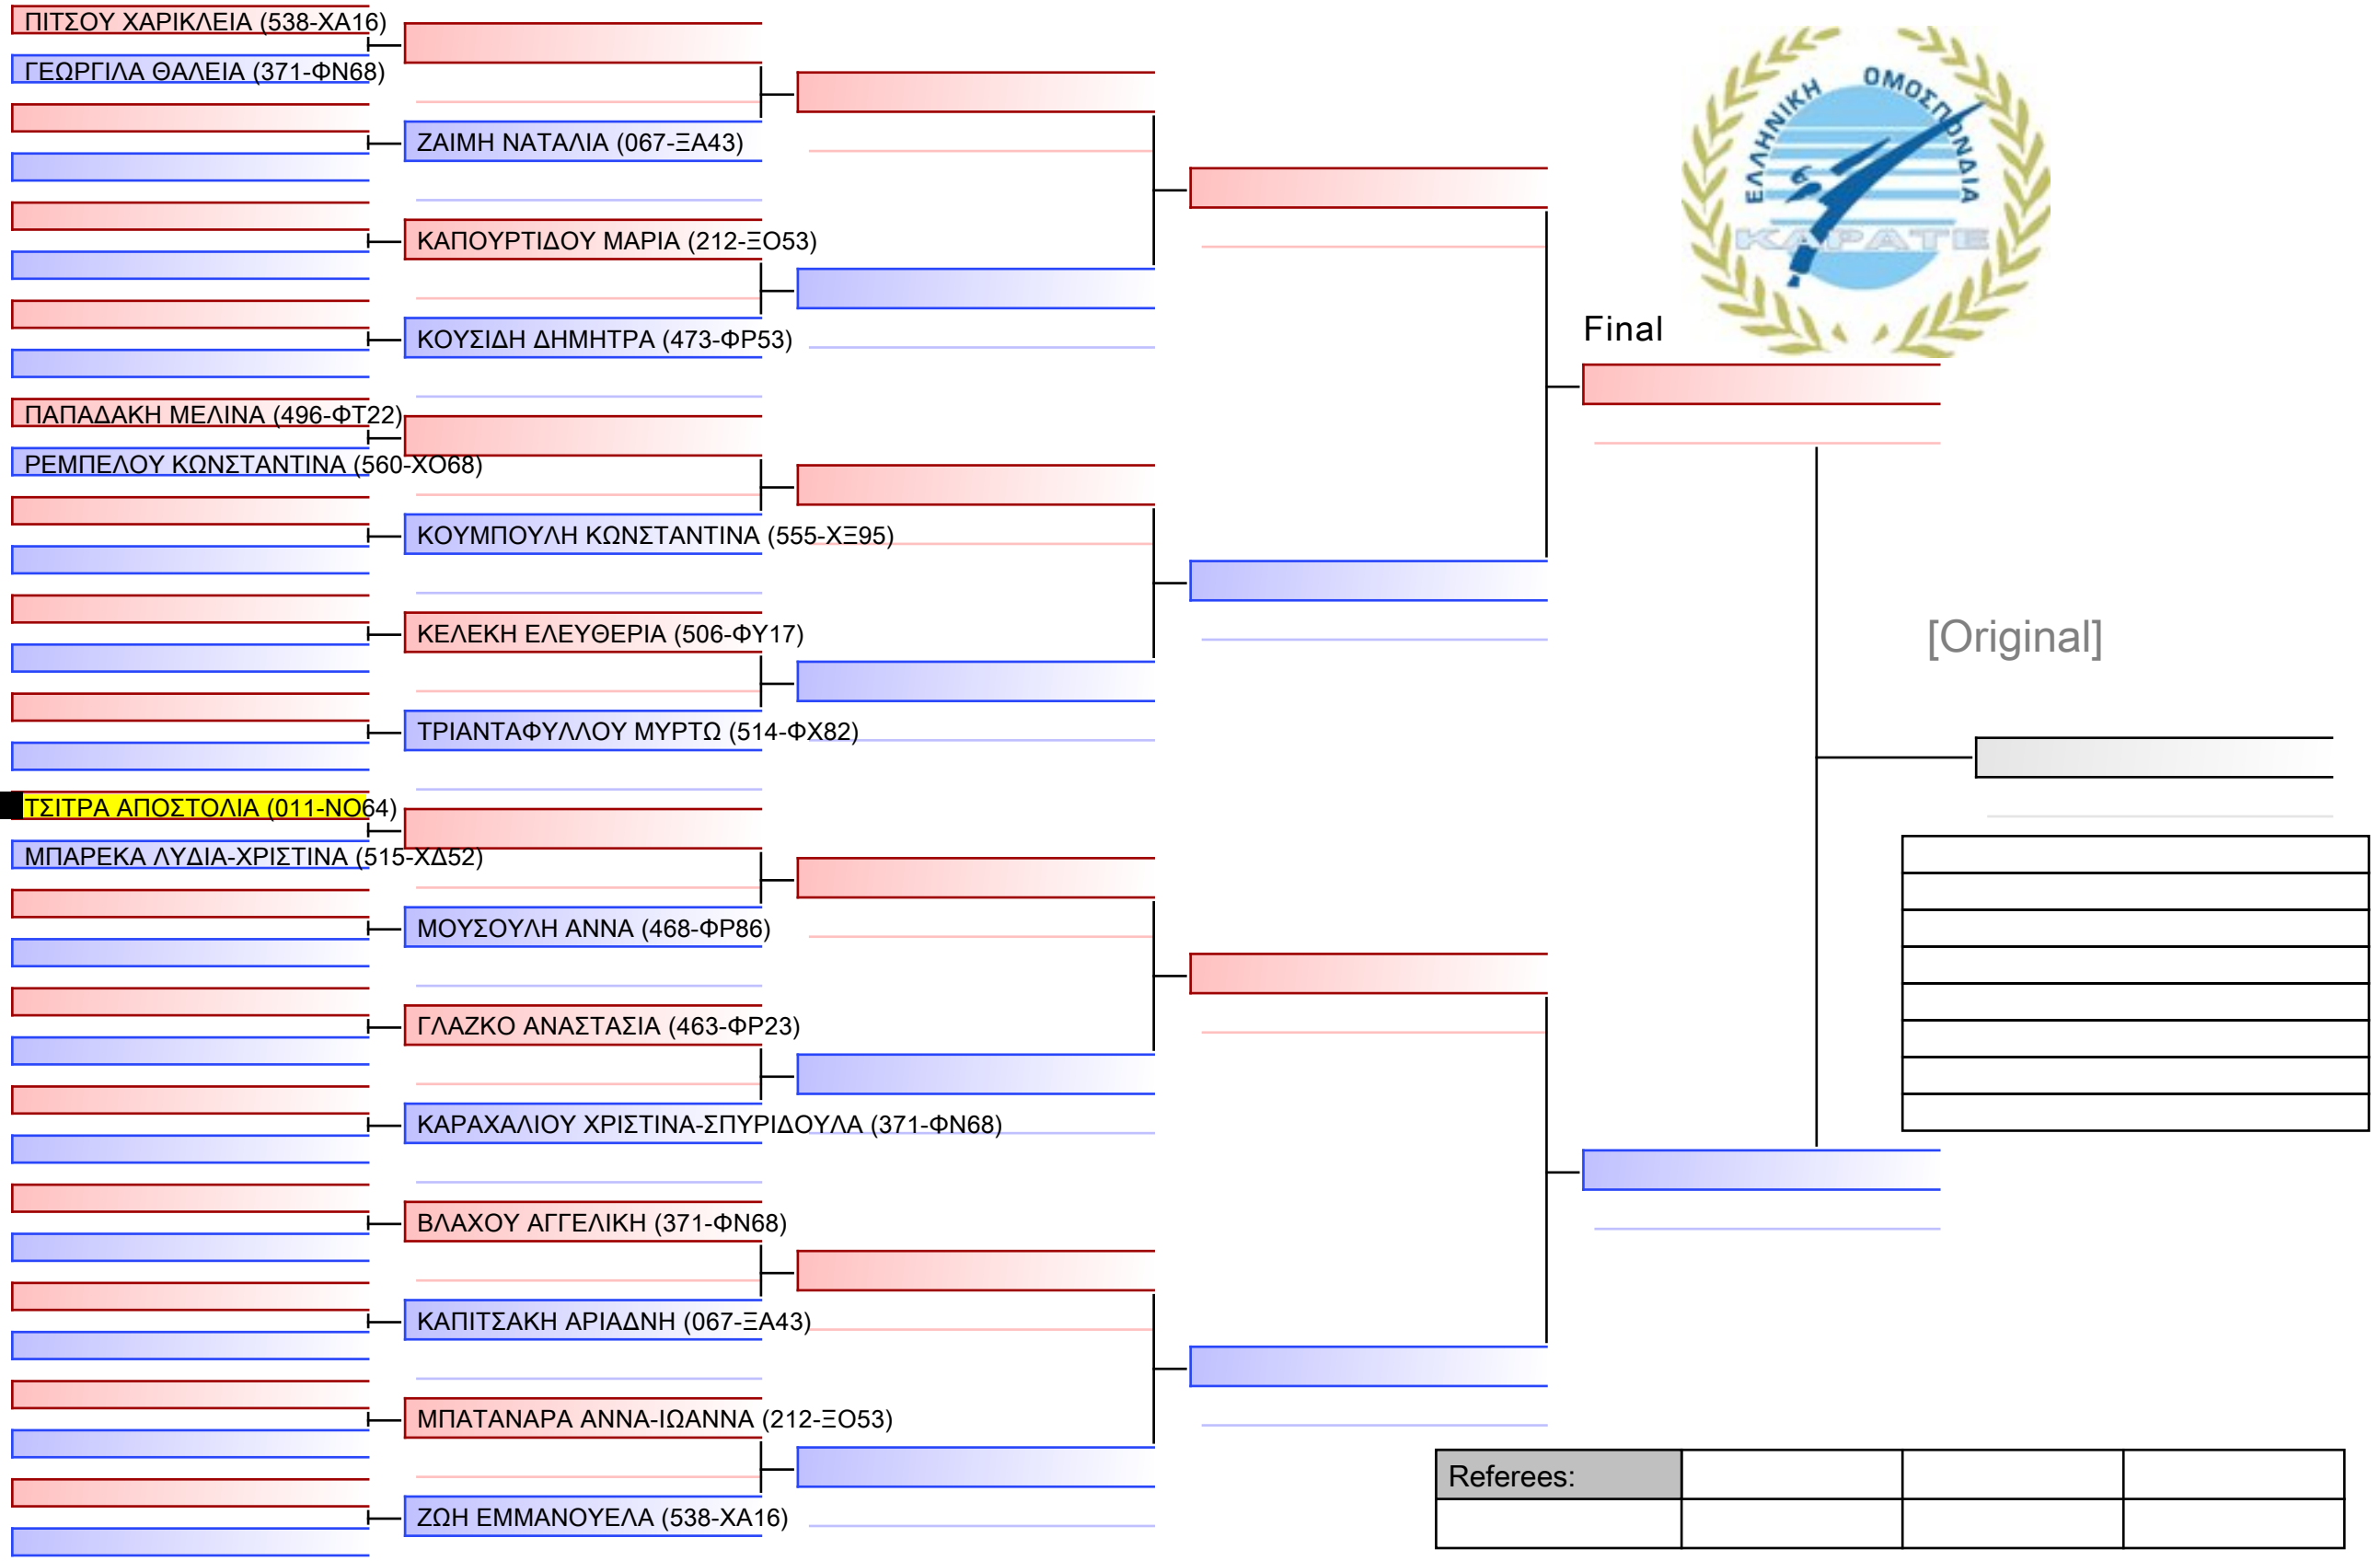 ΠΙΤΣΟΥ ΧΑΡΙΚΛΕΙΑ (538-ΧΑ16)
ΓΕΩΡΓΙΛΑ ΘΑΛΕΙΑ (371-ΦΝ68)
ΖΑΙΜΗ ΝΑΤΑΛΙΑ (067-ΞΑ43)
ΚΑΠΟΥΡΤΙΔΟΥ ΜΑΡΙΑ (212-ΞΟ53)
ΚΟΥΣΙΔΗ ΔΗΜΗΤΡΑ (473-ΦΡ53)
ΠΑΠΑΔΑΚΗ ΜΕΛΙΝΑ (496-ΦΤ22)
ΡΕΜΠΕΛΟΥ ΚΩΝΣΤΑΝΤΙΝΑ (560-ΧΟ68)
ΚΟΥΜΠΟΥΛΗ ΚΩΝΣΤΑΝΤΙΝΑ (555-ΧΞ95)
ΚΕΛΕΚΗ ΕΛΕΥΘΕΡΙΑ (506-ΦΥ17)
ΤΡΙΑΝΤΑΦΥΛΛΟΥ ΜΥΡΤΩ (514-ΦΧ82)
ΤΣΙΤΡΑ ΑΠΟΣΤΟΛΙΑ (011-ΝΟ64)
ΜΠΑΡΕΚΑ ΛΥΔΙΑ-ΧΡΙΣΤΙΝΑ (515-ΧΔ52)
ΜΟΥΣΟΥΛΗ ΑΝΝΑ (468-ΦΡ86)
ΓΛΑΖΚΟ ΑΝΑΣΤΑΣΙΑ (463-ΦΡ23)
ΚΑΡΑΧΑΛΙΟΥ ΧΡΙΣΤΙΝΑ-ΣΠΥΡΙΔΟΥΛΑ (371-ΦΝ68)
ΒΛΑΧΟΥ ΑΓΓΕΛΙΚΗ (371-ΦΝ68)
ΚΑΠΙΤΣΑΚΗ ΑΡΙΑΔΝΗ (067-ΞΑ43)
ΜΠΑΤΑΝΑΡΑ ΑΝΝΑ-ΙΩΑΝΝΑ (212-ΞΟ53)
ΖΩΗ ΕΜΜΑΝΟΥΕΛΑ (538-ΧΑ16)
ΕΛΛΗΝΙΚΗ ΟΜΟΣΠΟΝΔΙΑ
ΚΑΡΑΤΕ
Final
[Original]
Referees: